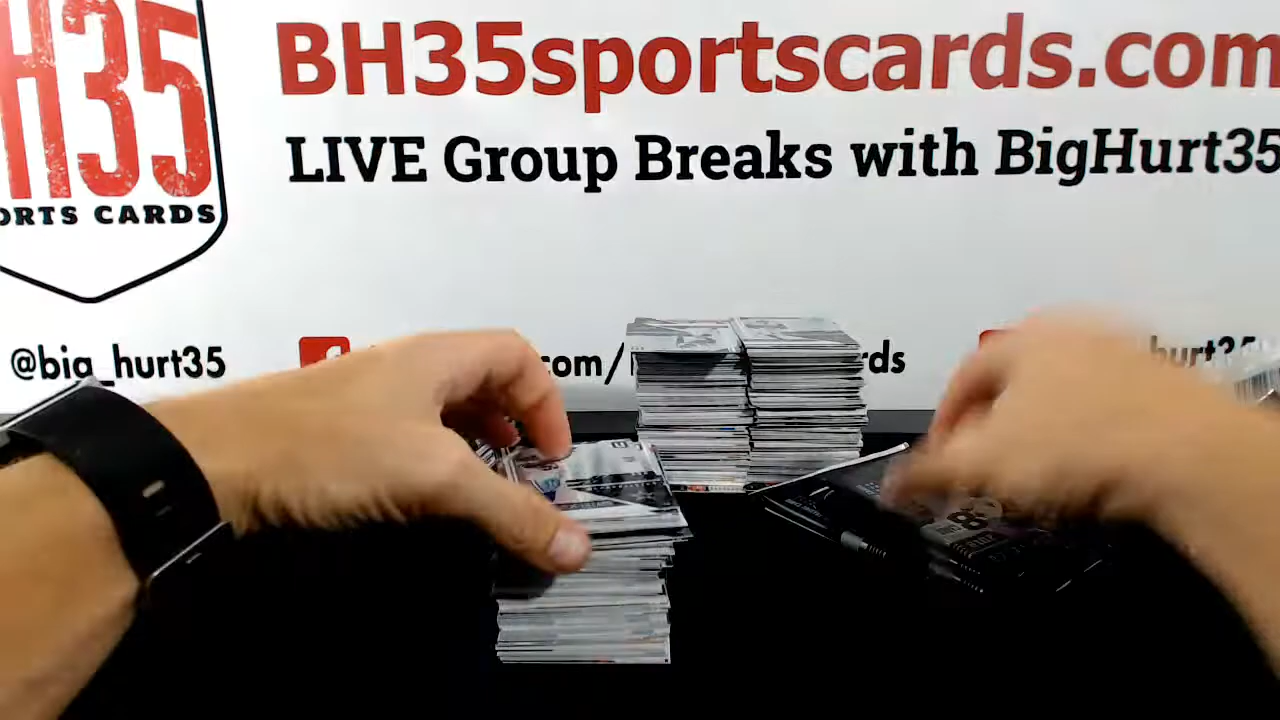 H35
ORTS CARDS
BH35sportscards.com
LIVE Group Breaks with BigHurt35
@big_hurt35
.com/
rds
hurt35